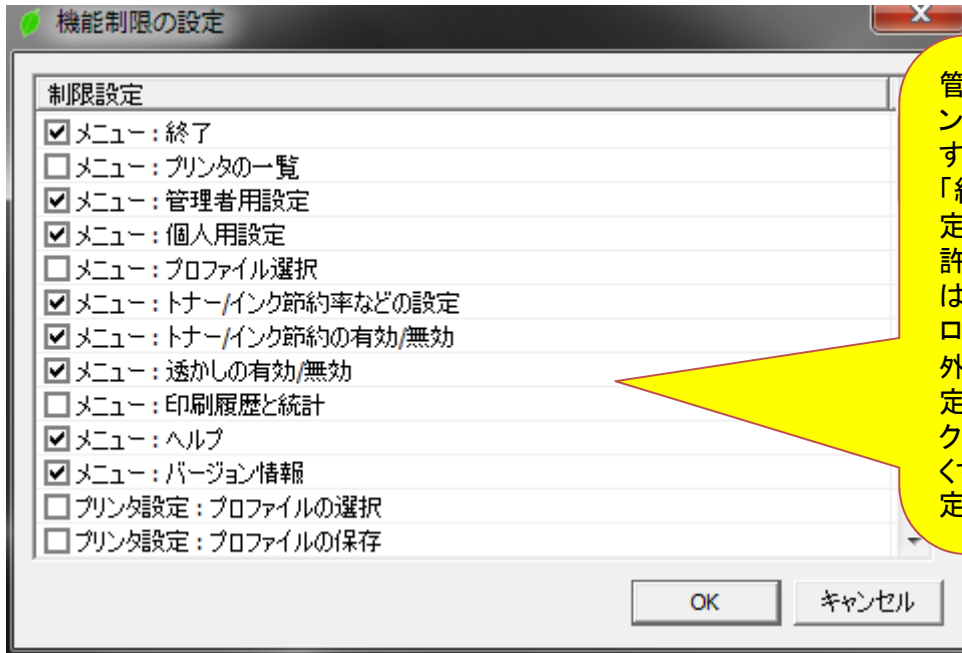 機能制限の設定
制限設定
メニュー：終了
メニュー：プリンタの一覧
メニュー：管理者用設定
メニュー：個人用設定
メニュー：プロファイル選択
メニュー：トナー/インク節約率などの設定
メニュー：トナー/インク節約の有効/無効
メニュー：透かしの有効/無効
メニュー：印刷履歴と統計
メニュー：ヘルプ
メニュー：バージョン情報
プリンタ設定：プロファイルの選択
プリンタ設定：プロファイルの保存
OK
キャンセル
管
ン
す
定
許
は
ロ
外
定
ク
く
定